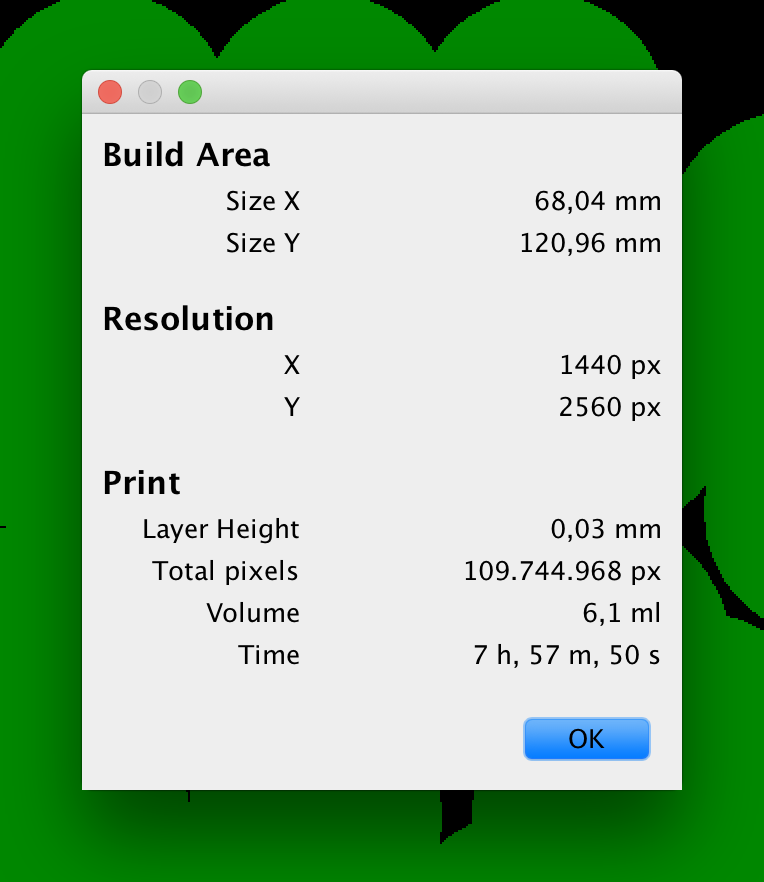 Build Area
Size X 68,04 mm
Size Y 120,96 mm
Resolution
X 1440 px
Y 2560 px
Print
Layer Height 0,03 mm
Total pixels 109.744.968 px
Volume 6,1 ml
Time 7 h, 57 m, 50 s
OK